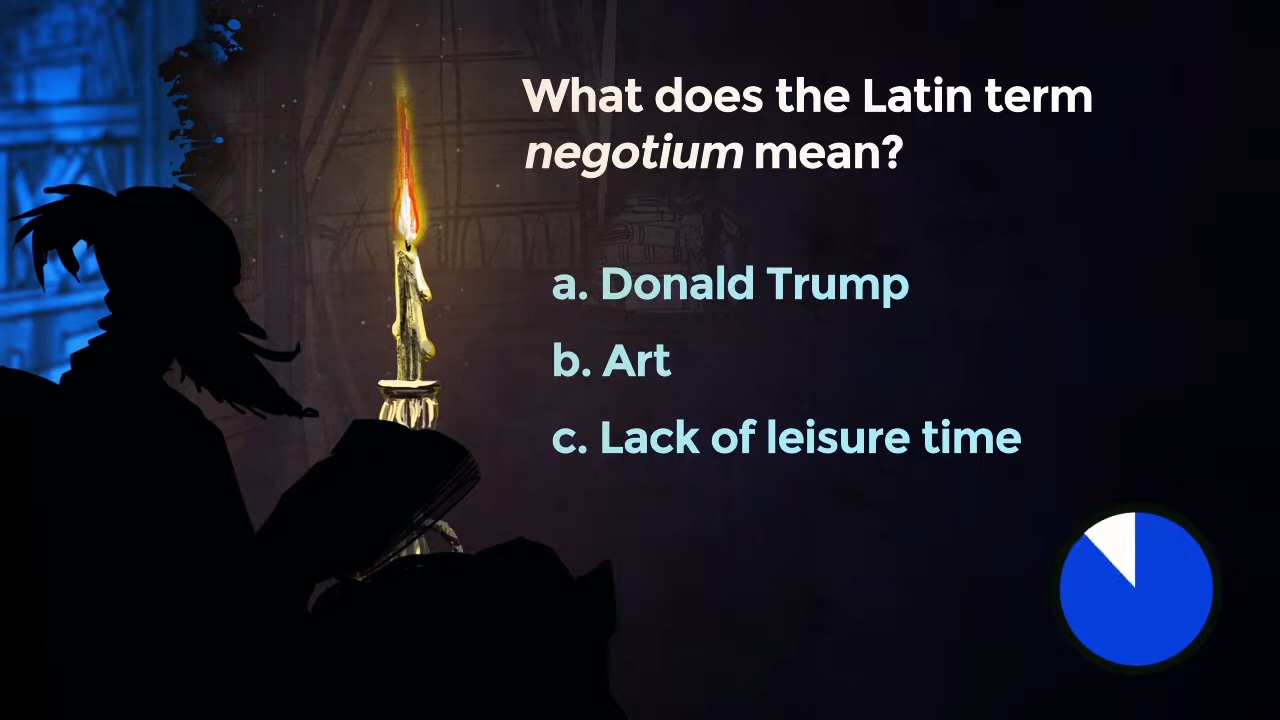 What does the Latin term
negotium mean?
a. Donald Trump
b. Art
c. Lack of leisure time